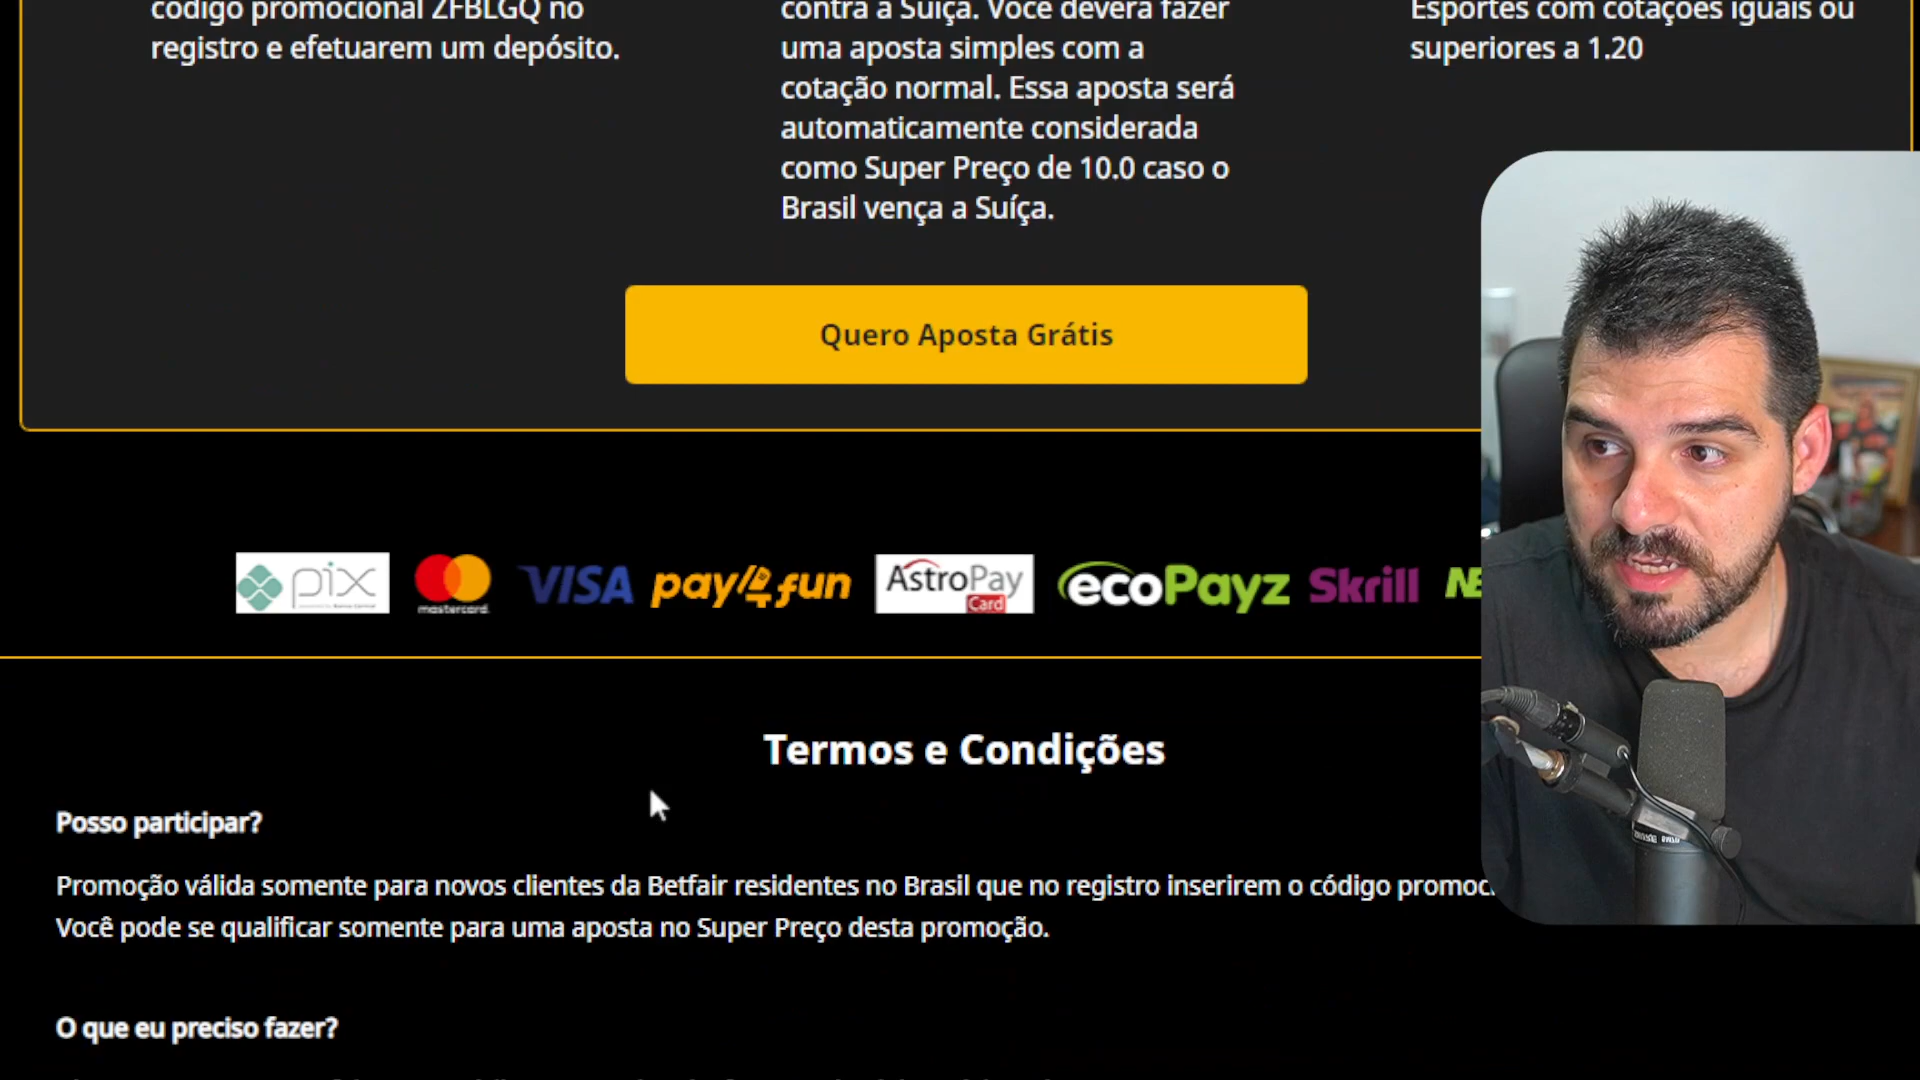 código promocional ZFBLGQ no
registro e efetuarem um depósito.
contra a Suíça. Você deverá fazer
uma aposta simples com a
cotação normal. Essa aposta será
automaticamente considerada
como Super Preço de 10.0 caso o
Brasil vença a Suíça.
Esportes com cotações iguais ou
superiores a 1.20
Quero Aposta Grátis
pix
mastercard
VISA
pay4fun
AstroPay
Card
ecoPayz
Skrill
NE
Termos e Condições
Posso participar?
Promoção válida somente para novos clientes da Betfair residentes no Brasil que no registro inserirem o código promoc
Você pode se qualificar somente para uma aposta no Super Preço desta promoção.
O que eu preciso fazer?